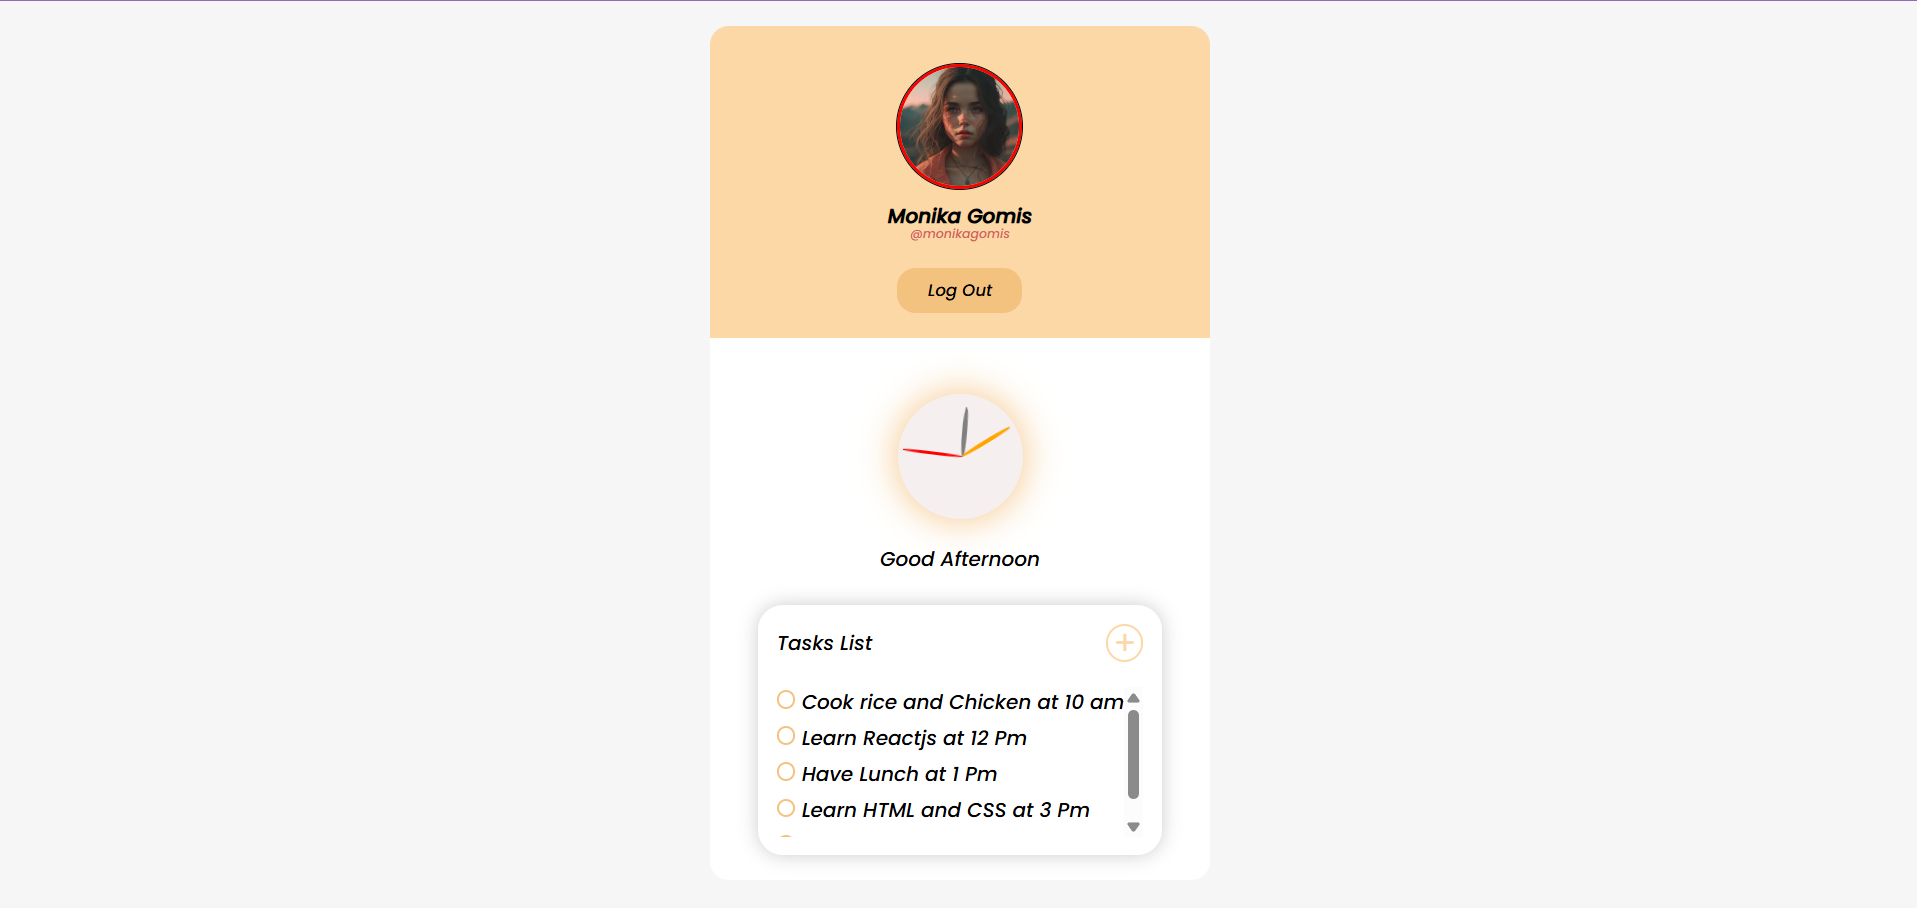 Monika Gomis
@monikagomis
Log Out
Good Afternoon
Tasks List
Cook rice and Chicken at 10 am
Learn Reactjs at 12 Pm
Have Lunch at 1 Pm
Learn HTML and CSS at 3 Pm